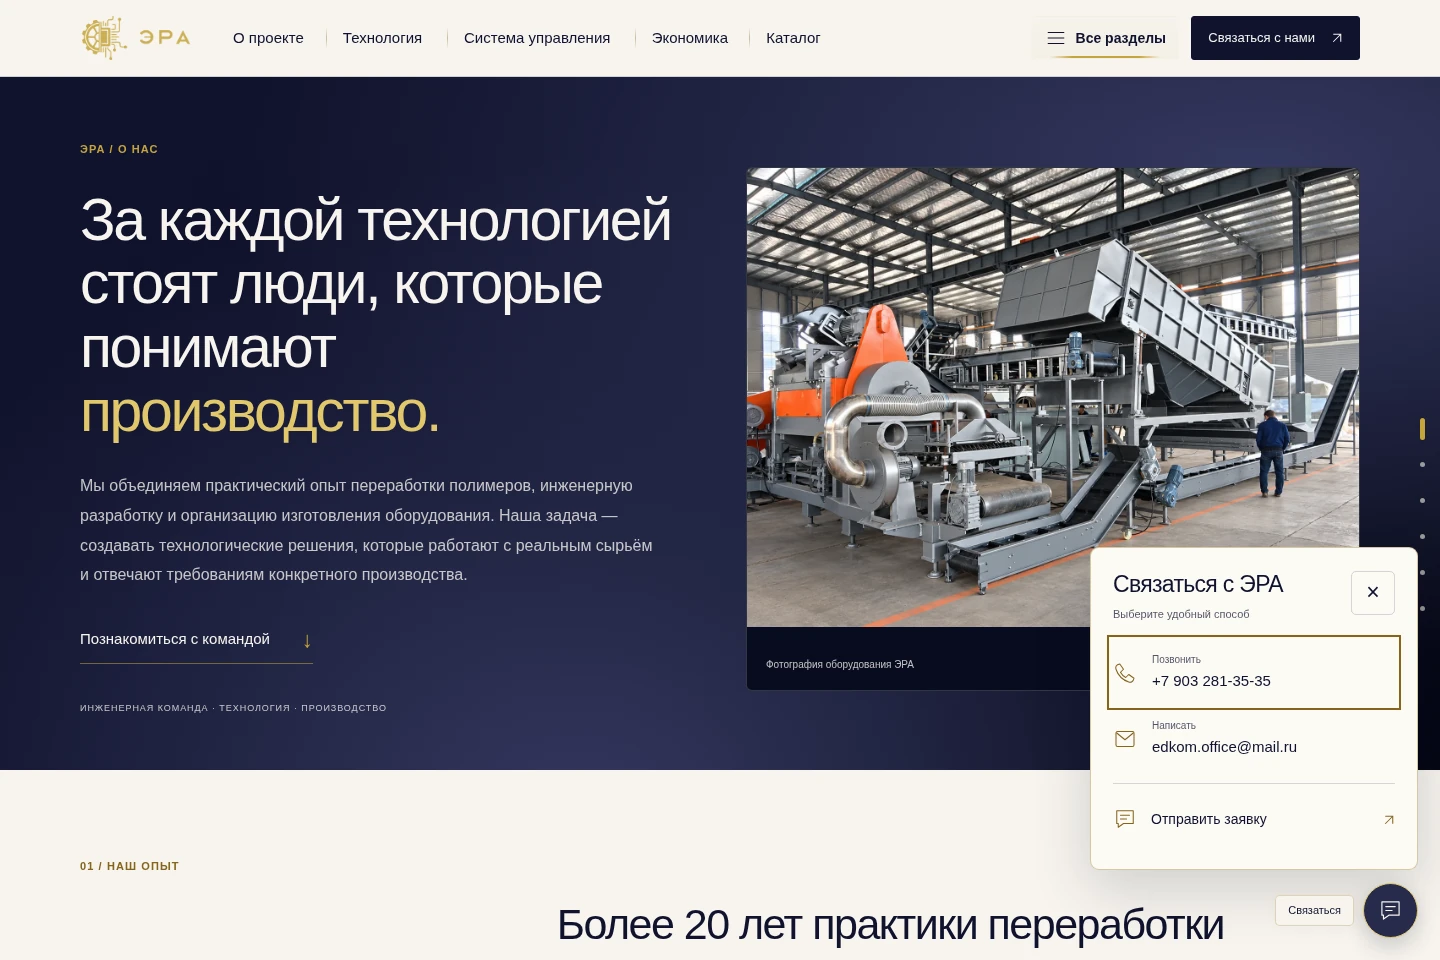 ЭРА
О проекте
Технология
Система управления
Экономика
Каталог
Все разделы
Связаться с нами
ЭРА / О НАС
За каждой технологией
стоят люди, которые
понимают
производство.
Мы объединяем практический опыт переработки полимеров, инженерную
разработку и организацию изготовления оборудования. Наша задача —
создавать технологические решения, которые работают с реальным сырьём
и отвечают требованиям конкретного производства.
Познакомиться с командой ↓
ИНЖЕНЕРНАЯ КОМАНДА · ТЕХНОЛОГИЯ · ПРОИЗВОДСТВО
Фотография оборудования ЭРА
Связаться с ЭРА
Выберите удобный способ
Позвонить
+7 903 281-35-35
Написать
edkom.office@mail.ru
Отправить заявку
Связаться
01 / НАШ ОПЫТ
Более 20 лет практики переработки